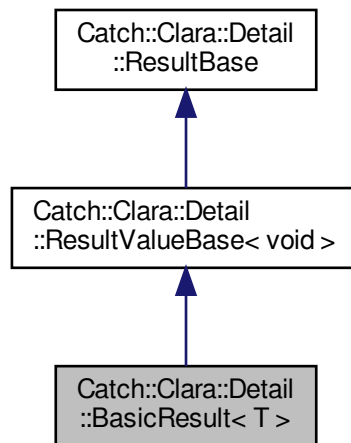 Catch::Clara::Detail
::ResultBase
Catch::Clara::Detail
::ResultValueBase< void >
Catch::Clara::Detail
::BasicResult< T >